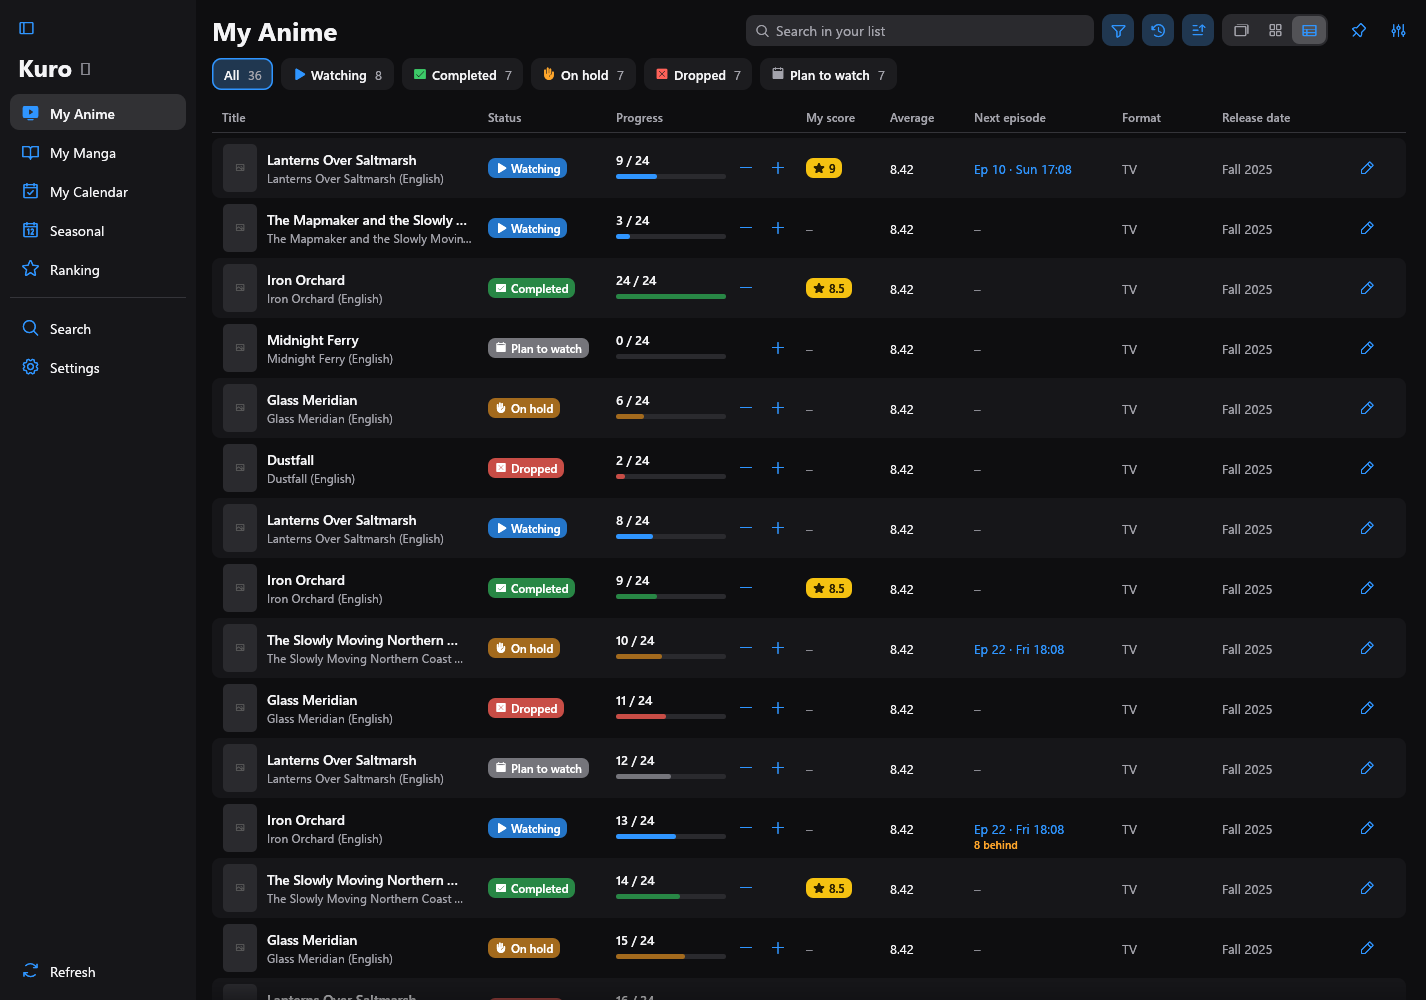 Kuro
My Anime
My Manga
My Calendar
Seasonal
Ranking
Search
Settings
Refresh
My Anime
Search in your list
All 36
Watching 8
Completed 7
On hold 7
Dropped 7
Plan to watch 7
Title Status Progress My score Average Next episode Format Release date
Lanterns Over Saltmarsh
Lanterns Over Saltmarsh (English)
Watching 9 / 24 9 8.42 Ep 10 · Sun 17:08 TV Fall 2025
The Mapmaker and the Slowly ...
The Mapmaker and the Slowly Movin...
Watching 3 / 24 – 8.42 – TV Fall 2025
Iron Orchard
Iron Orchard (English)
Completed 24 / 24 8.5 8.42 – TV Fall 2025
Midnight Ferry
Midnight Ferry (English)
Plan to watch 0 / 24 – 8.42 – TV Fall 2025
Glass Meridian
Glass Meridian (English)
On hold 6 / 24 – 8.42 – TV Fall 2025
Dustfall
Dustfall (English)
Dropped 2 / 24 – 8.42 – TV Fall 2025
Lanterns Over Saltmarsh
Lanterns Over Saltmarsh (English)
Watching 8 / 24 – 8.42 – TV Fall 2025
Iron Orchard
Iron Orchard (English)
Completed 9 / 24 8.5 8.42 – TV Fall 2025
The Slowly Moving Northern ...
The Slowly Moving Northern Coast ...
On hold 10 / 24 – 8.42 Ep 22 · Fri 18:08 TV Fall 2025
Glass Meridian
Glass Meridian (English)
Dropped 11 / 24 – 8.42 – TV Fall 2025
Lanterns Over Saltmarsh
Lanterns Over Saltmarsh (English)
Plan to watch 12 / 24 – 8.42 – TV Fall 2025
Iron Orchard
Iron Orchard (English)
Watching 13 / 24 – 8.42 Ep 22 · Fri 18:08 TV Fall 2025
8 behind
The Slowly Moving Northern ...
The Slowly Moving Northern Coast ...
Completed 14 / 24 8.5 8.42 – TV Fall 2025
Glass Meridian
Glass Meridian (English)
On hold 15 / 24 – 8.42 – TV Fall 2025
Lanterns Over Saltmarsh 16 / 24